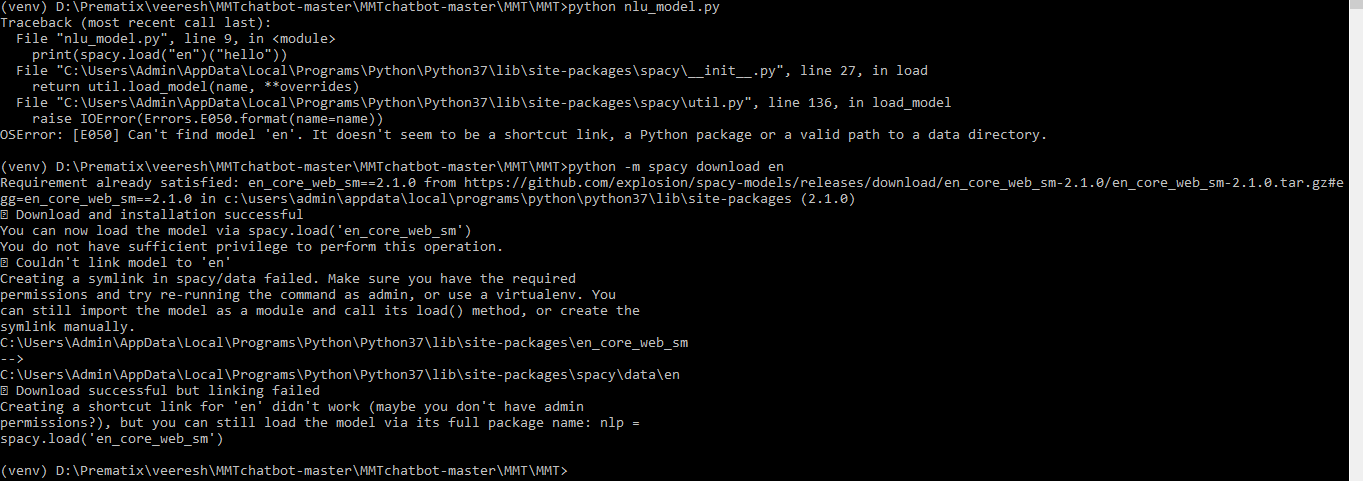 (venv) D:\Prematix\veeresh\MMTchatbot-master\MMTchatbot-master\MMT\MMT>python nlu_model.py
Traceback (most recent call last):
  File "nlu_model.py", line 9, in <module>
    print(spacy.load("en")("hello"))
  File "C:\Users\Admin\AppData\Local\Programs\Python\Python37\lib\site-packages\spacy\__init__.py", line 27, in load
    return util.load_model(name, **overrides)
  File "C:\Users\Admin\AppData\Local\Programs\Python\Python37\lib\site-packages\spacy\util.py", line 136, in load_model
    raise IOError(Errors.E050.format(name=name))
OSError: [E050] Can't find model 'en'. It doesn't seem to be a shortcut link, a Python package or a valid path to a data directory.
(venv) D:\Prematix\veeresh\MMTchatbot-master\MMTchatbot-master\MMT\MMT>python -m spacy download en
Requirement already satisfied: en_core_web_sm==2.1.0 from https://github.com/explosion/spacy-models/releases/download/en_core_web_sm-2.1.0/en_core_web_sm-2.1.0.tar.gz#e
gg=en_core_web_sm==2.1.0 in c:\users\admin\appdata\local\programs\python\python37\lib\site-packages (2.1.0)
Download and installation successful
You can now load the model via spacy.load('en_core_web_sm')
You do not have sufficient privilege to perform this operation.
Couldn't link model to 'en'
Creating a symlink in spacy/data failed. Make sure you have the required
permissions and try re-running the command as admin, or use a virtualenv. You
can still import the model as a module and call its load() method, or create the
symlink manually.
C:\Users\Admin\AppData\Local\Programs\Python\Python37\lib\site-packages\en_core_web_sm
-->
C:\Users\Admin\AppData\Local\Programs\Python\Python37\lib\site-packages\spacy\data\en
Download successful but linking failed
Creating a shortcut link for 'en' didn't work (maybe you don't have admin
permissions?), but you can still load the model via its full package name: nlp =
spacy.load('en_core_web_sm')
(venv) D:\Prematix\veeresh\MMTchatbot-master\MMTchatbot-master\MMT\MMT>